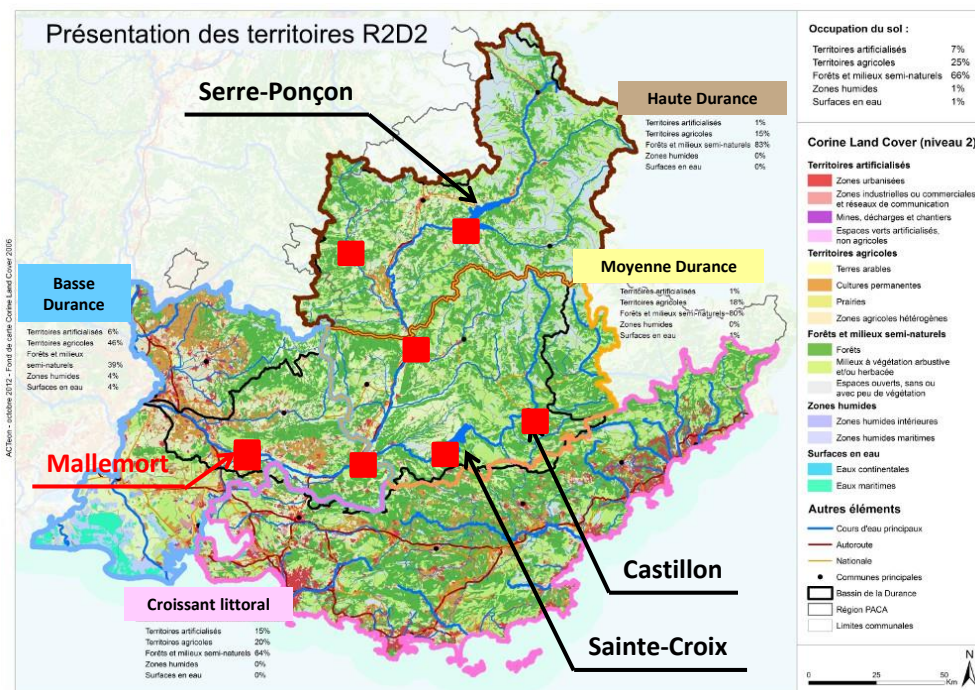 Présentation des territoires R2D2
Serre-Ponçon
Haute Durance
Territoires artificialisés 1%
Territoires agricoles 15%
Forêts et milieux semi-naturels 83%
Zones humides 0%
Surfaces en eau 0%
Moyenne Durance
Territoires artificialisés 1%
Territoires agricoles 18%
Forêts et milieux semi-naturels 80%
Zones humides 0%
Surfaces en eau 1%
Basse
Durance
Territoires artificialisés 6%
Territoires agricoles 46%
Forêts et milieux
semi-naturels 39%
Zones humides 4%
Surfaces en eau 4%
ACTeon - octobre 2012 - Fond de carte Corine Land Cover 2006
Mallemort
Castillon
Sainte-Croix
Croissant littoral
Territoires artificialisés 15%
Territoires agricoles 20%
Forêts et milieux semi-naturels 64%
Zones humides 0%
Surfaces en eau 0%
Occupation du sol :
Territoires artificialisés 7%
Territoires agricoles 25%
Forêts et milieux semi-naturels 66%
Zones humides 1%
Surfaces en eau 1%
Corine Land Cover (niveau 2)
Territoires artificialisés
Zones urbanisées
Zones industrielles ou commerciales
et réseaux de communication
Mines, décharges et chantiers
Espaces verts artificialisés,
non agricoles
Territoires agricoles
Terres arables
Cultures permanentes
Prairies
Zones agricoles hétérogènes
Forêts et milieux semi-naturels
Forêts
Milieux à végétation arbustive
et/ou herbacée
Espaces ouverts, sans ou
avec peu de végétation
Zones humides
Zones humides intérieures
Zones humides maritimes
Surfaces en eau
Eaux continentales
Eaux maritimes
Autres éléments
Cours d'eau principaux
Autoroute
Nationale
Communes principales
Bassin de la Durance
Région PACA
Limites communales
N
0 25 50
Km